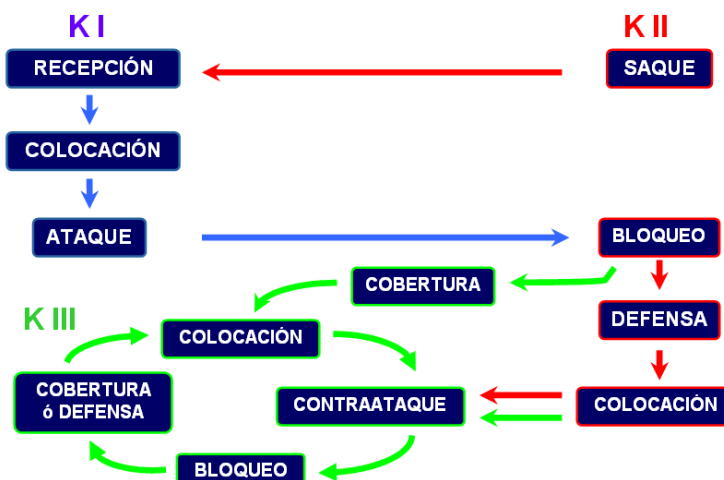 K I
K II
RECEPCIÓN
SAQUE
COLOCACIÓN
ATAQUE
BLOQUEO
COBERTURA
K III
DEFENSA
COLOCACIÓN
COBERTURA
ó DEFENSA
CONTRAATAQUE
COLOCACIÓN
BLOQUEO